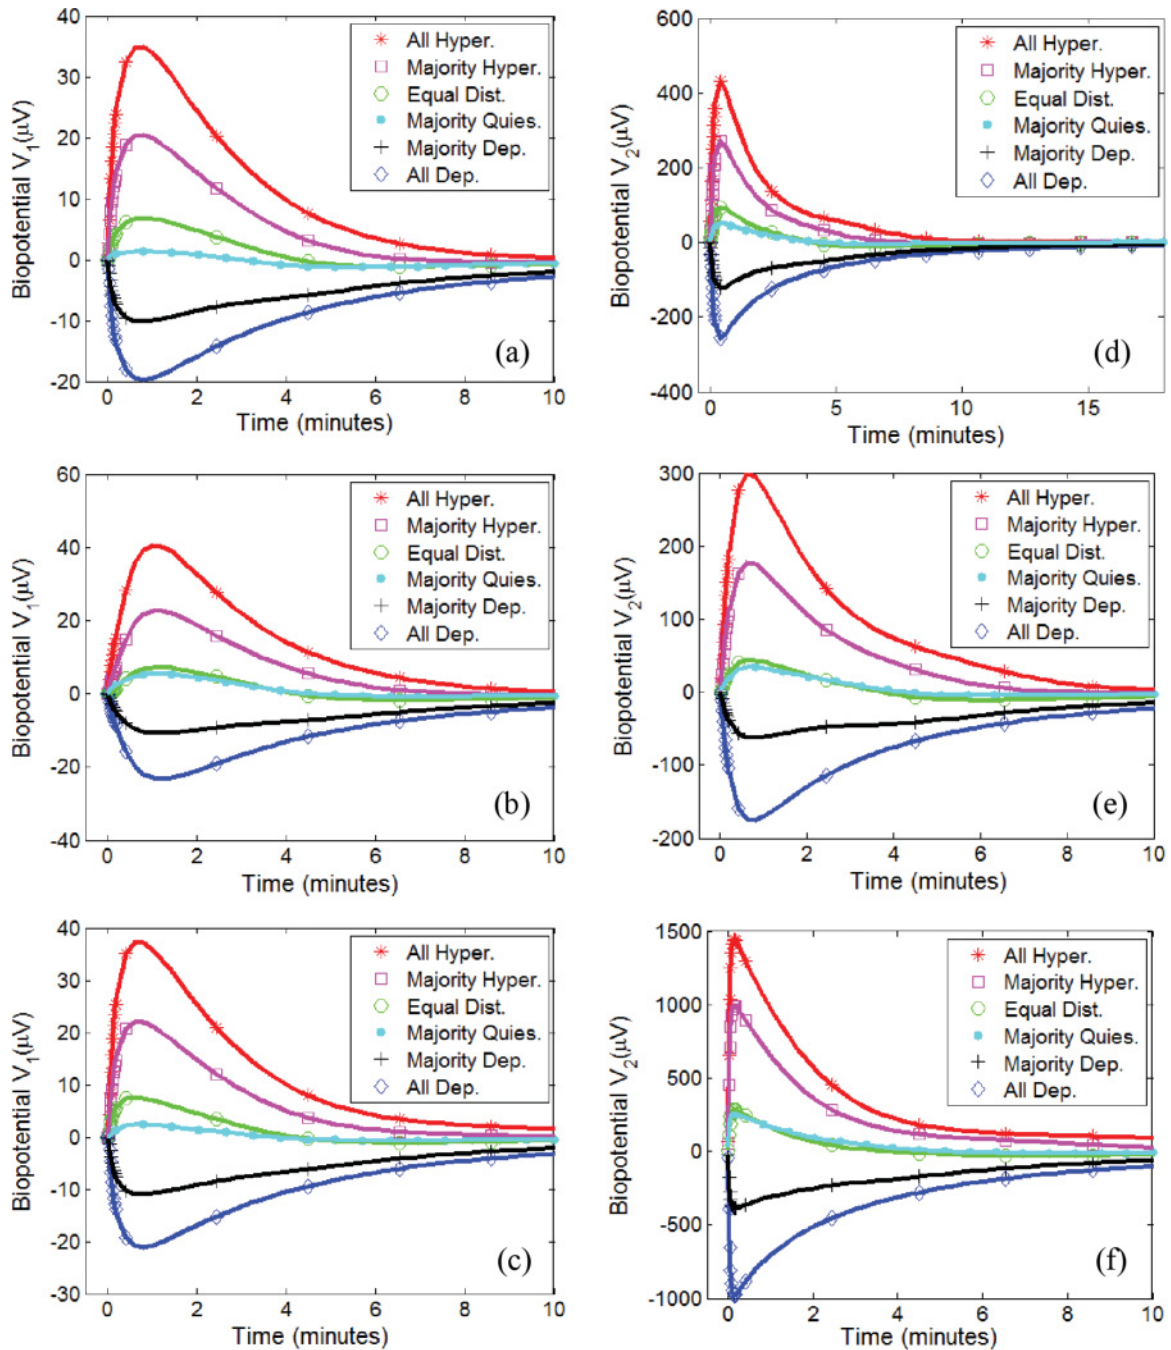 40
30
20
10
0
-10
-20
Biopotential V1(µV)
All Hyper.
Majority Hyper.
Equal Dist.
Majority Quies.
Majority Dep.
All Dep.
(a)
0 2 4 6 8 10
Time (minutes)
600
400
200
0
-200
-400
Biopotential V2(µV)
All Hyper.
Majority Hyper.
Equal Dist.
Majority Quies.
Majority Dep.
All Dep.
(d)
0 5 10 15
Time (minutes)
60
40
20
0
-20
-40
Biopotential V1(µV)
All Hyper.
Majority Hyper.
Equal Dist.
Majority Quies.
Majority Dep.
All Dep.
(b)
0 2 4 6 8 10
Time (minutes)
300
200
100
0
-100
-200
Biopotential V2(µV)
All Hyper.
Majority Hyper.
Equal Dist.
Majority Quies.
Majority Dep.
All Dep.
(e)
0 2 4 6 8 10
Time (minutes)
40
30
20
10
0
-10
-20
-30
Biopotential V1(µV)
All Hyper.
Majority Hyper.
Equal Dist.
Majority Quies.
Majority Dep.
All Dep.
(c)
0 2 4 6 8 10
Time (minutes)
1500
1000
500
0
-500
-1000
Biopotential V2(µV)
All Hyper.
Majority Hyper.
Equal Dist.
Majority Quies.
Majority Dep.
All Dep.
(f)
0 2 4 6 8 10
Time (minutes)